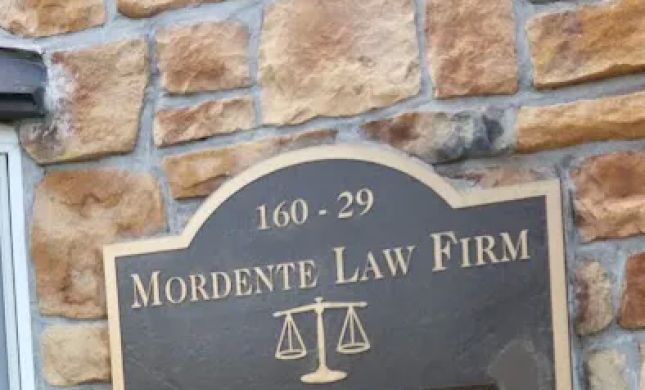 160 - 29
MORDENTE LAW FIRM